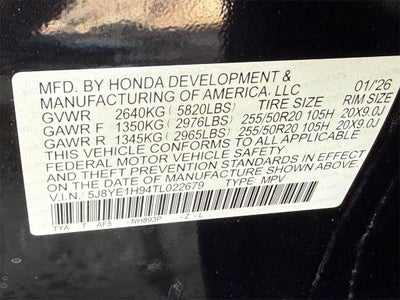 MFD. BY HONDA DEVELOPMENT & 01/26
MANUFACTURING OF AMERICA, LLC
GVWR 2640KG (5820LBS) TIRE SIZE RIM SIZE
GAWR F 1350KG (2976LBS) 255/50R20 105H 20X9.0J
GAWR R 1345KG (2965LBS) 255/50R20 105H 20X9.0J
THIS VEHICLE CONFORMS TO ALL APPLICABLE
FEDERAL MOTOR VEHICLE SAFETY, BUMPER,
AND THEFT PREVENTION STANDARDS IN EFFECT
ON THE DATE OF MANUFACTURE SHOWN ABOVE.
V.I.N. 5J8YE1H94TL022679 TYPE: MPV
TYA T AF5 NH893P -Z-L